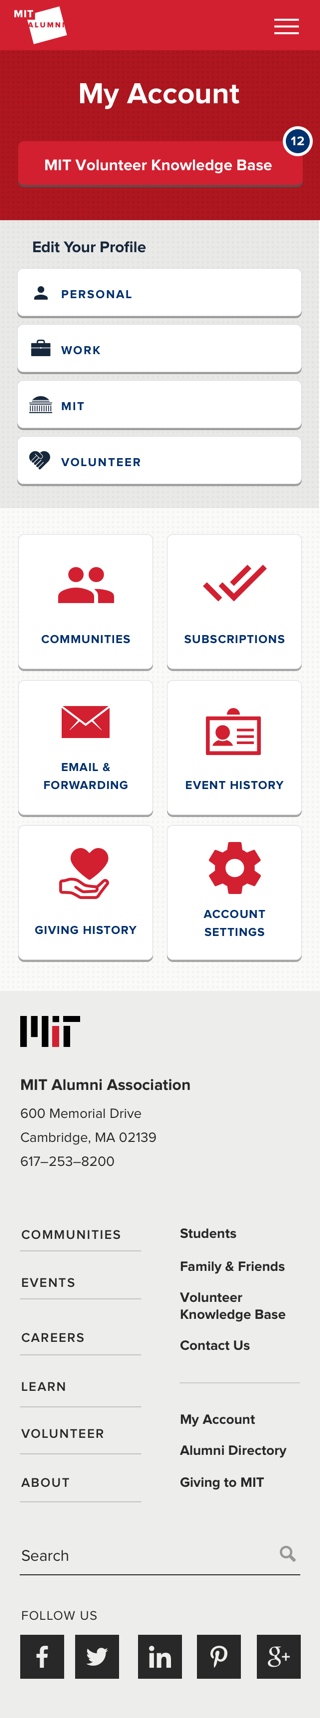 MIT
ALUMNI
My Account
12
MIT Volunteer Knowledge Base
Edit Your Profile
PERSONAL
WORK
MIT
VOLUNTEER
COMMUNITIES
SUBSCRIPTIONS
EMAIL &
FORWARDING
EVENT HISTORY
GIVING HISTORY
ACCOUNT
SETTINGS
MIT
MIT Alumni Association
600 Memorial Drive
Cambridge, MA 02139
617–253–8200
COMMUNITIES
EVENTS
CAREERS
LEARN
VOLUNTEER
ABOUT
Students
Family & Friends
Volunteer
Knowledge Base
Contact Us
My Account
Alumni Directory
Giving to MIT
Search
FOLLOW US
f
in
g+